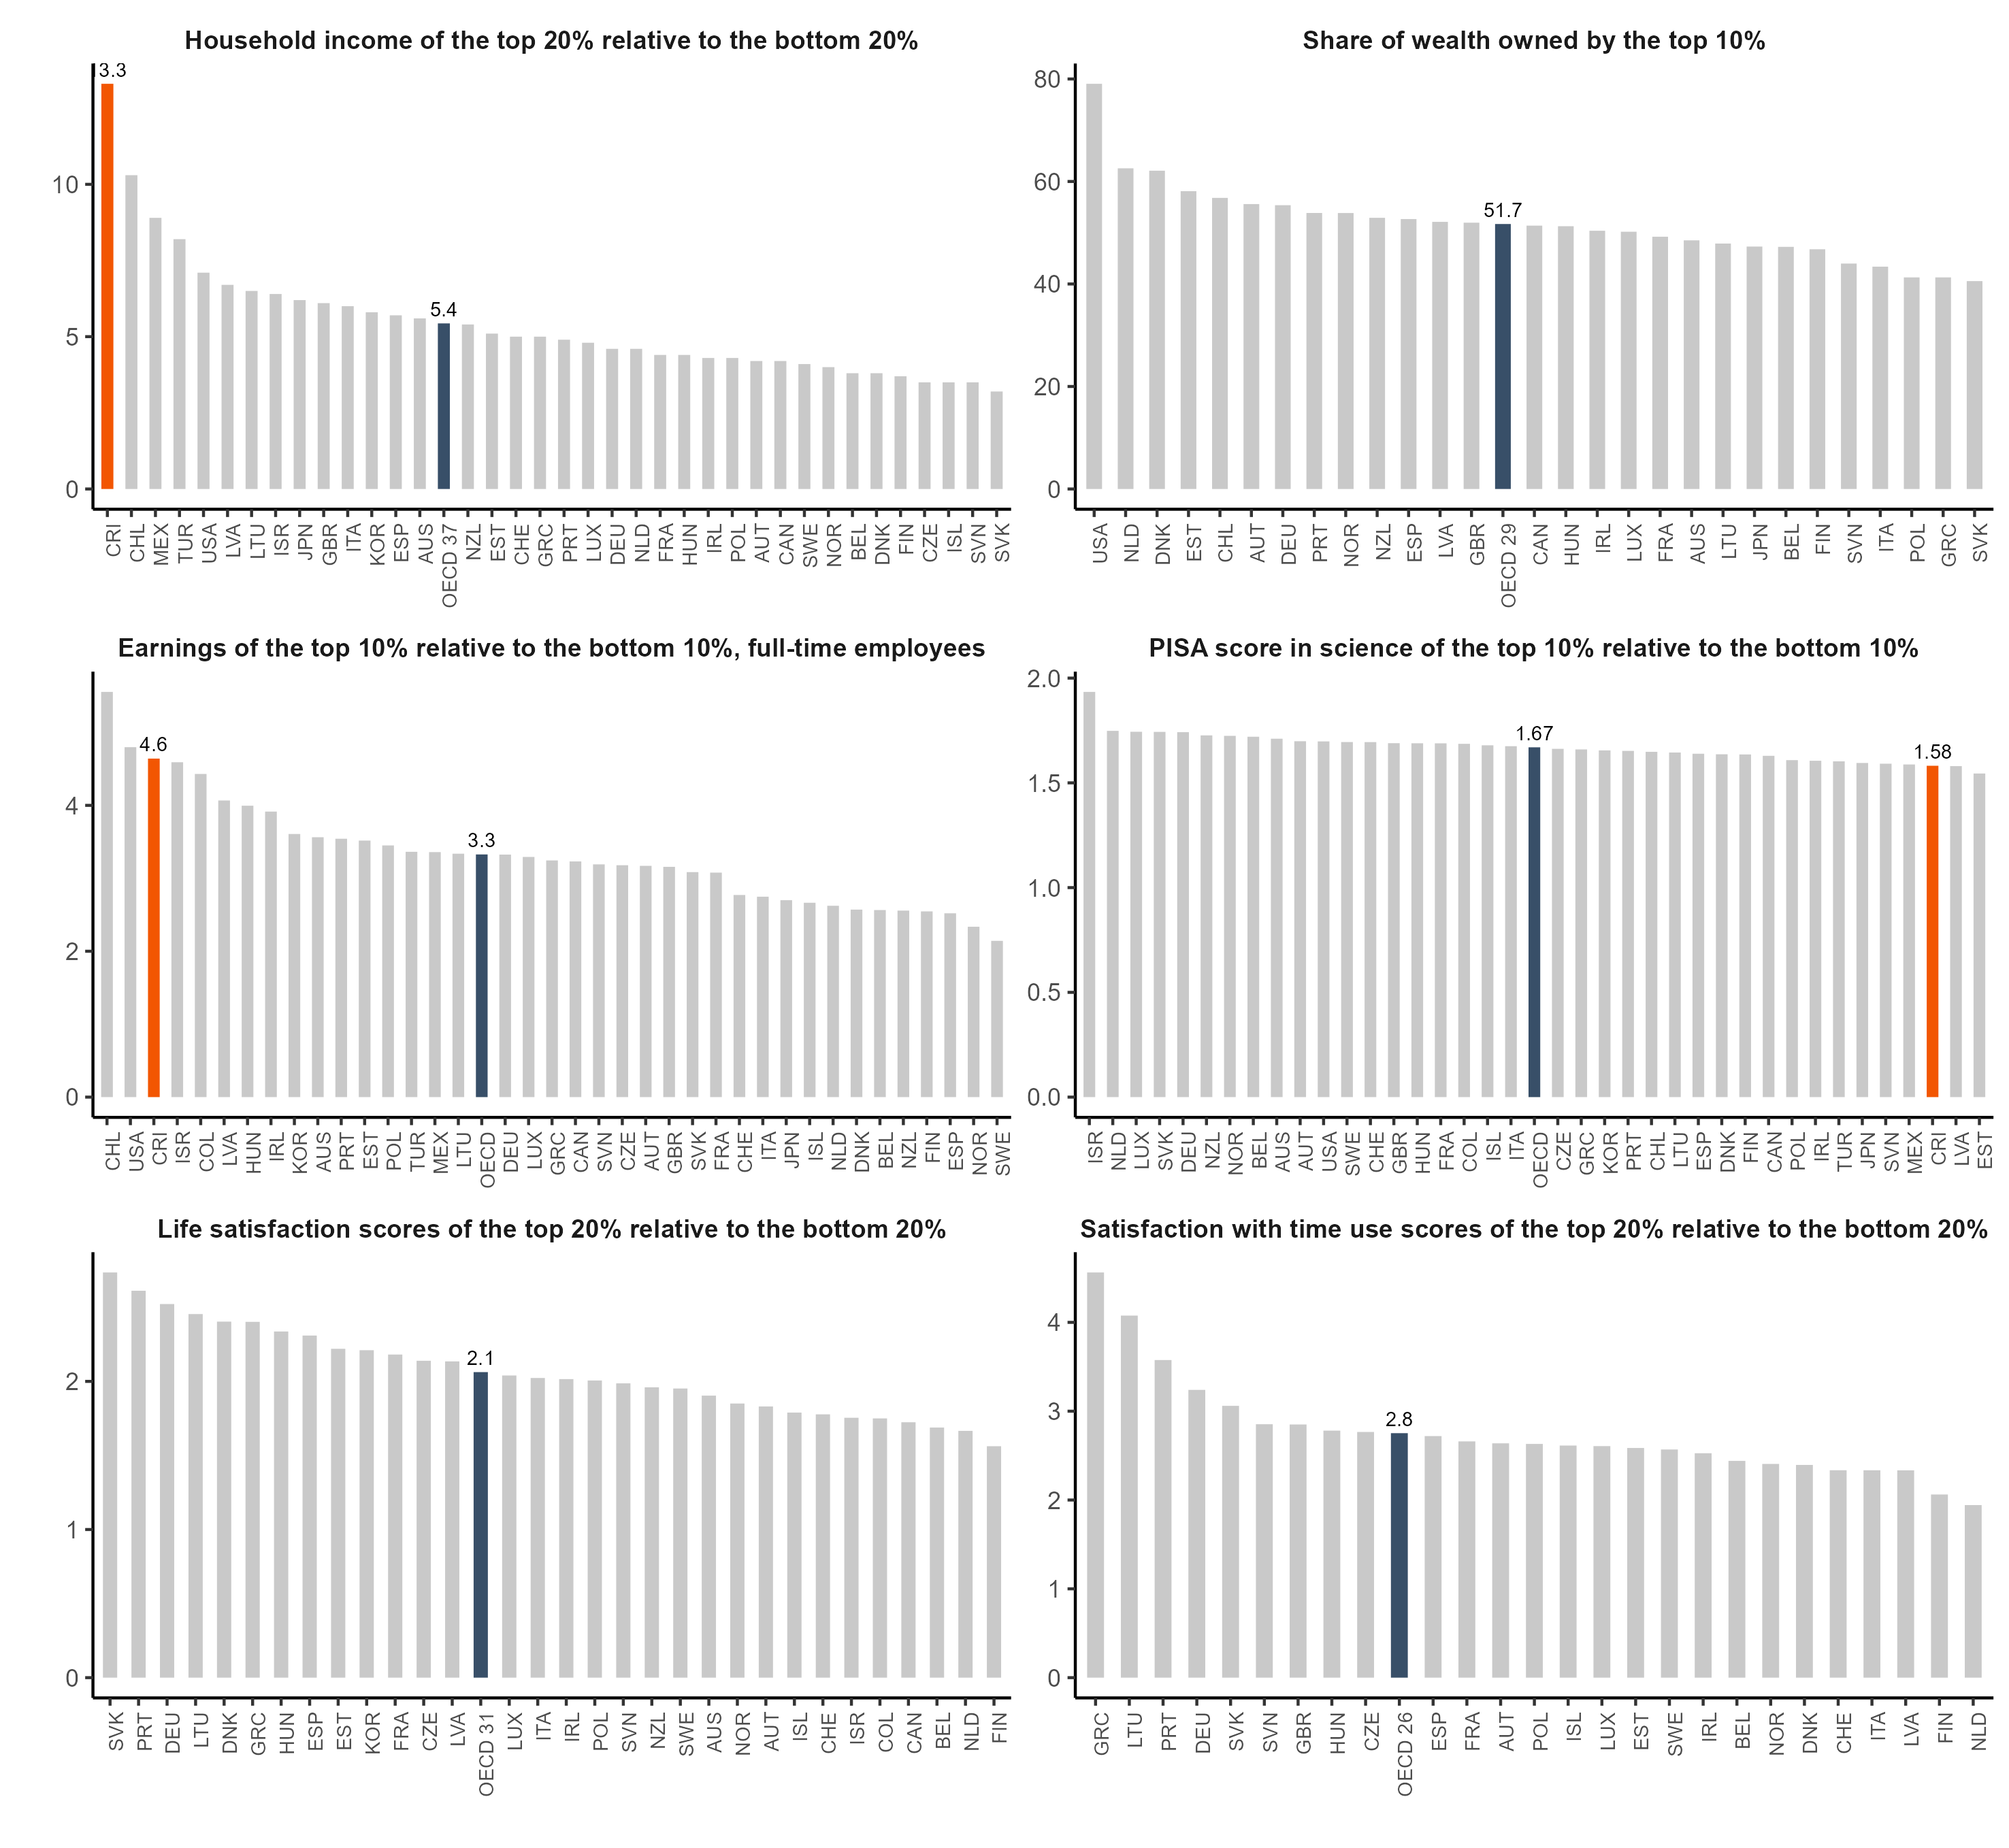 Household income of the top 20% relative to the bottom 20%
13.3
10
5.4
5
0
CRI CHL MEX TUR USA LVA LTU ISR JPN GBR ITA KOR ESP AUS OECD 37 NZL EST CHE GRC PRT LUX DEU NLD FRA HUN IRL POL AUT CAN SWE NOR BEL DNK FIN CZE ISL SVN SVK
Share of wealth owned by the top 10%
80
60
51.7
40
20
0
USA NLD DNK EST CHL AUT DEU PRT NOR NZL ESP LVA GBR OECD 29 CAN HUN IRL LUX FRA AUS LTU JPN BEL FIN SVN ITA POL GRC SVK
Earnings of the top 10% relative to the bottom 10%, full-time employees
4.6
4
3.3
2
0
CHL USA CRI ISR COL LVA HUN IRL KOR AUS PRT EST POL TUR MEX LTU OECD DEU LUX GRC CAN SVN CZE AUT GBR SVK FRA CHE ITA JPN ISL NLD DNK BEL NZL FIN ESP NOR SWE
PISA score in science of the top 10% relative to the bottom 10%
2.0
1.67
1.58
1.5
1.0
0.5
0.0
ISR NLD LUX SVK DEU NZL NOR BEL AUS AUT USA SWE CHE GBR HUN FRA COL ISL ITA OECD CZE GRC KOR PRT CHL LTU ESP DNK FIN CAN POL IRL TUR JPN SVN MEX CRI LVA EST
Life satisfaction scores of the top 20% relative to the bottom 20%
2.1
2
1
0
SVK PRT DEU LTU DNK GRC HUN ESP EST KOR FRA CZE LVA OECD 31 LUX ITA IRL POL SVN NZL SWE AUS NOR AUT ISL CHE ISR COL CAN BEL NLD FIN
Satisfaction with time use scores of the top 20% relative to the bottom 20%
4
3
2.8
2
1
0
GRC LTU PRT DEU SVK SVN GBR HUN CZE OECD 26 ESP FRA AUT POL ISL LUX EST SWE IRL BEL NOR DNK CHE ITA LVA FIN NLD